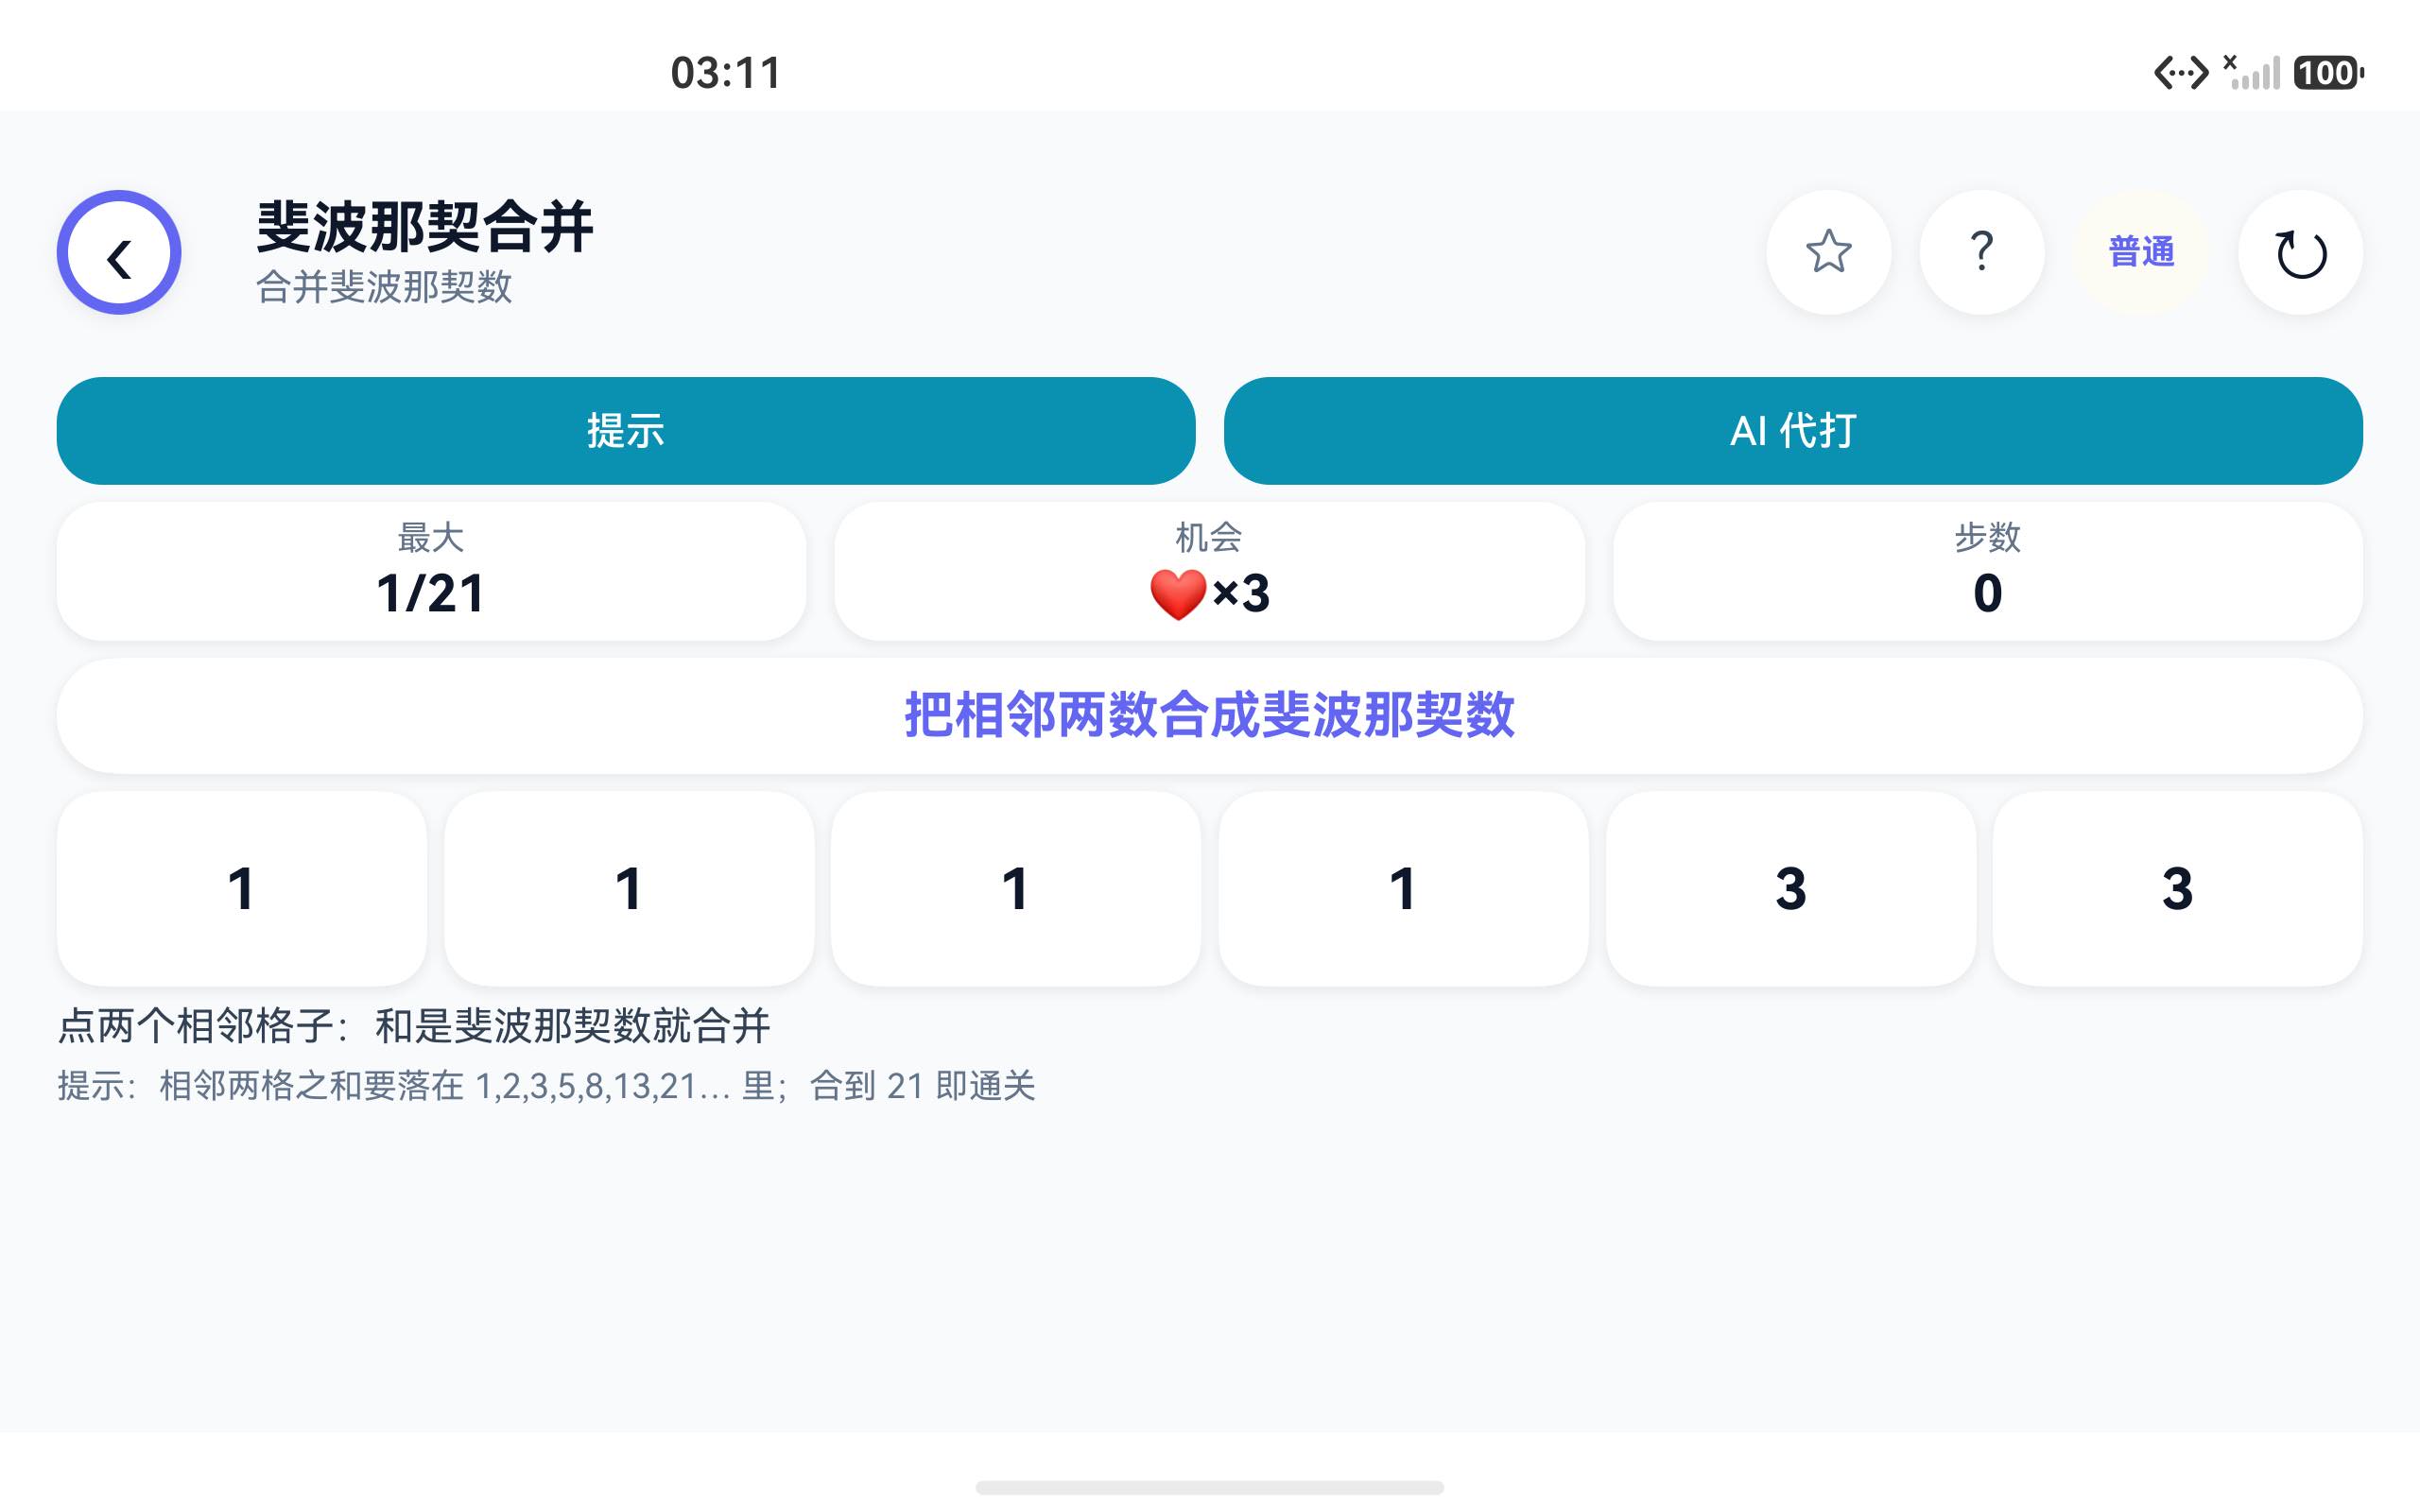 03:11
100
斐波那契合并
合并斐波那契数
?
普通
提示
AI 代打
最大
机会
步数
1/21
❤️×3
0
把相邻两数合成斐波那契数
1 1 1 1 3 3
点两个相邻格子：和是斐波那契数就合并
提示：相邻两格之和要落在 1,2,3,5,8,13,21… 里；合到 21 即通关